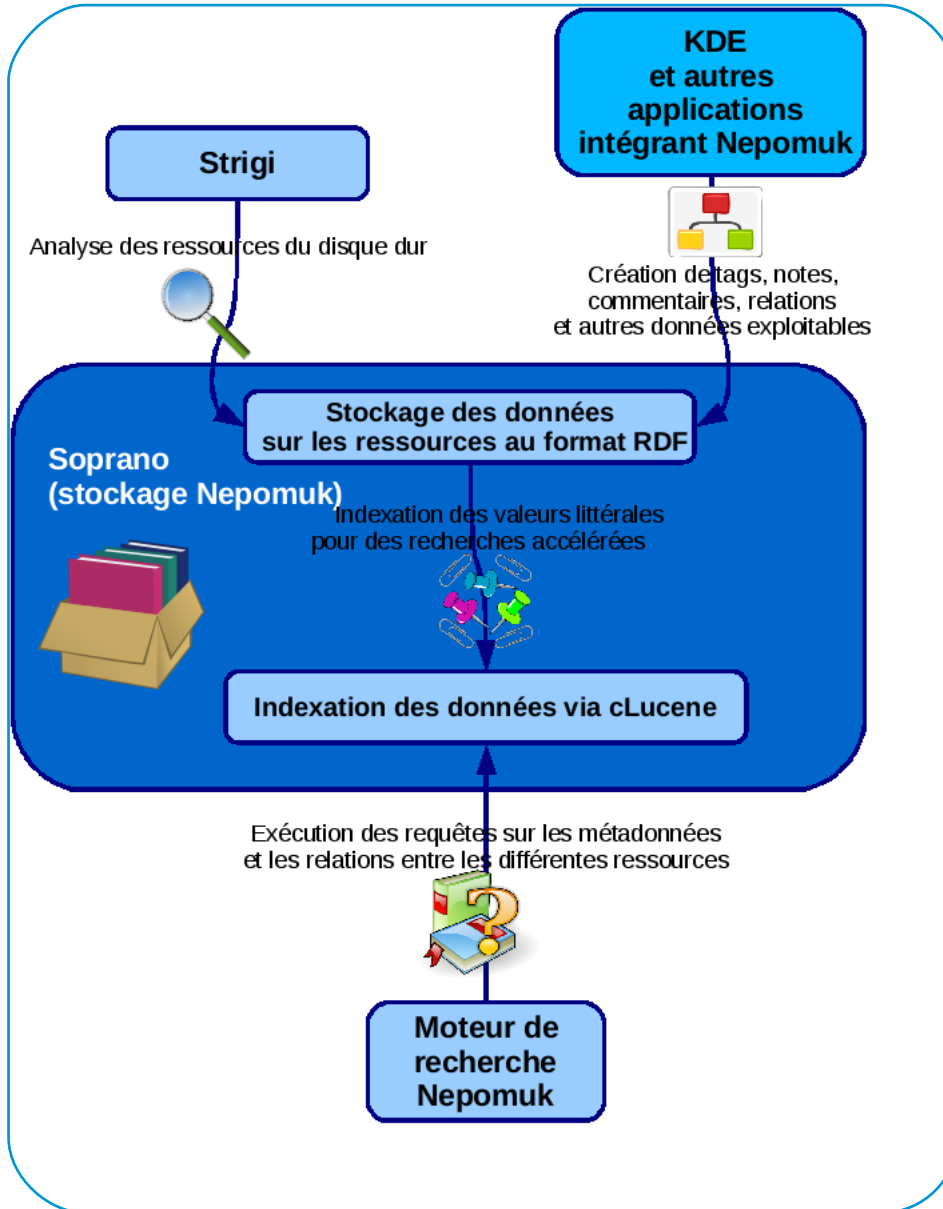 KDE
et autres
applications
intégrant Nepomuk
Strigi
Analyse des ressources du disque dur
Création de tags, notes,
commentaires, relations
et autres données exploitables
Stockage des données
sur les ressources au format RDF
Soprano
(stockage Nepomuk)
Indexation des valeurs littérales
pour des recherches accélérées
Indexation des données via cLucene
Exécution des requêtes sur les métadonnées
et les relations entre les différentes ressources
Moteur de
recherche
Nepomuk